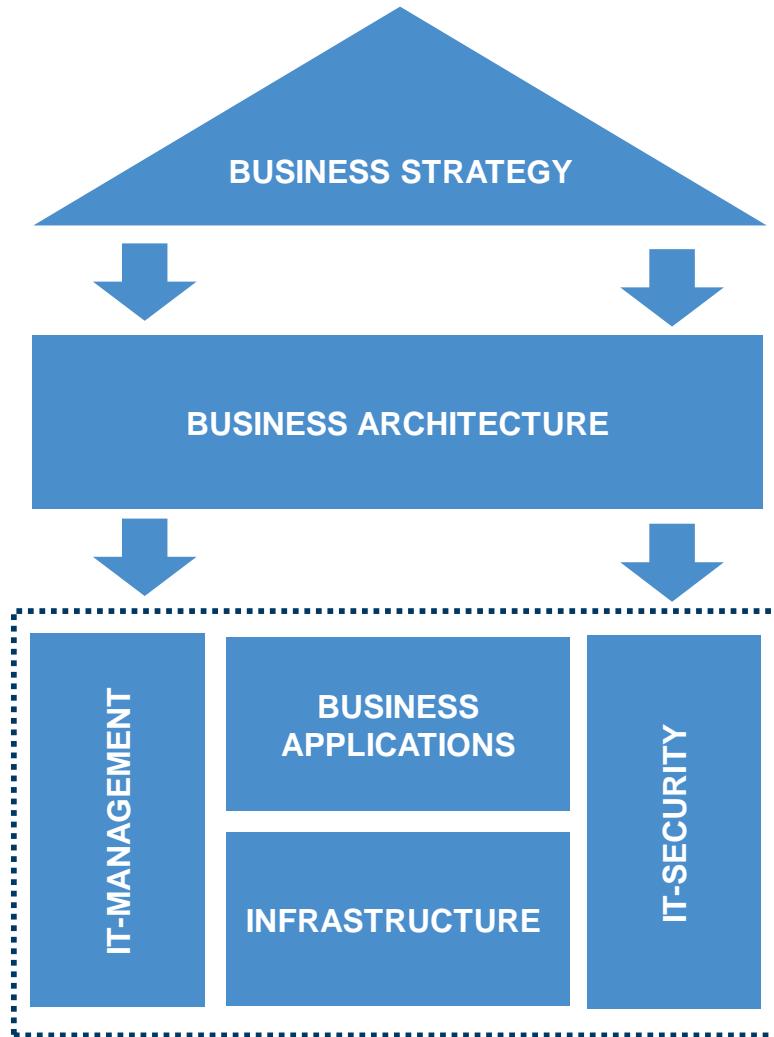 BUSINESS STRATEGY
BUSINESS ARCHITECTURE
IT-MANAGEMENT
BUSINESS
APPLICATIONS
INFRASTRUCTURE
IT-SECURITY